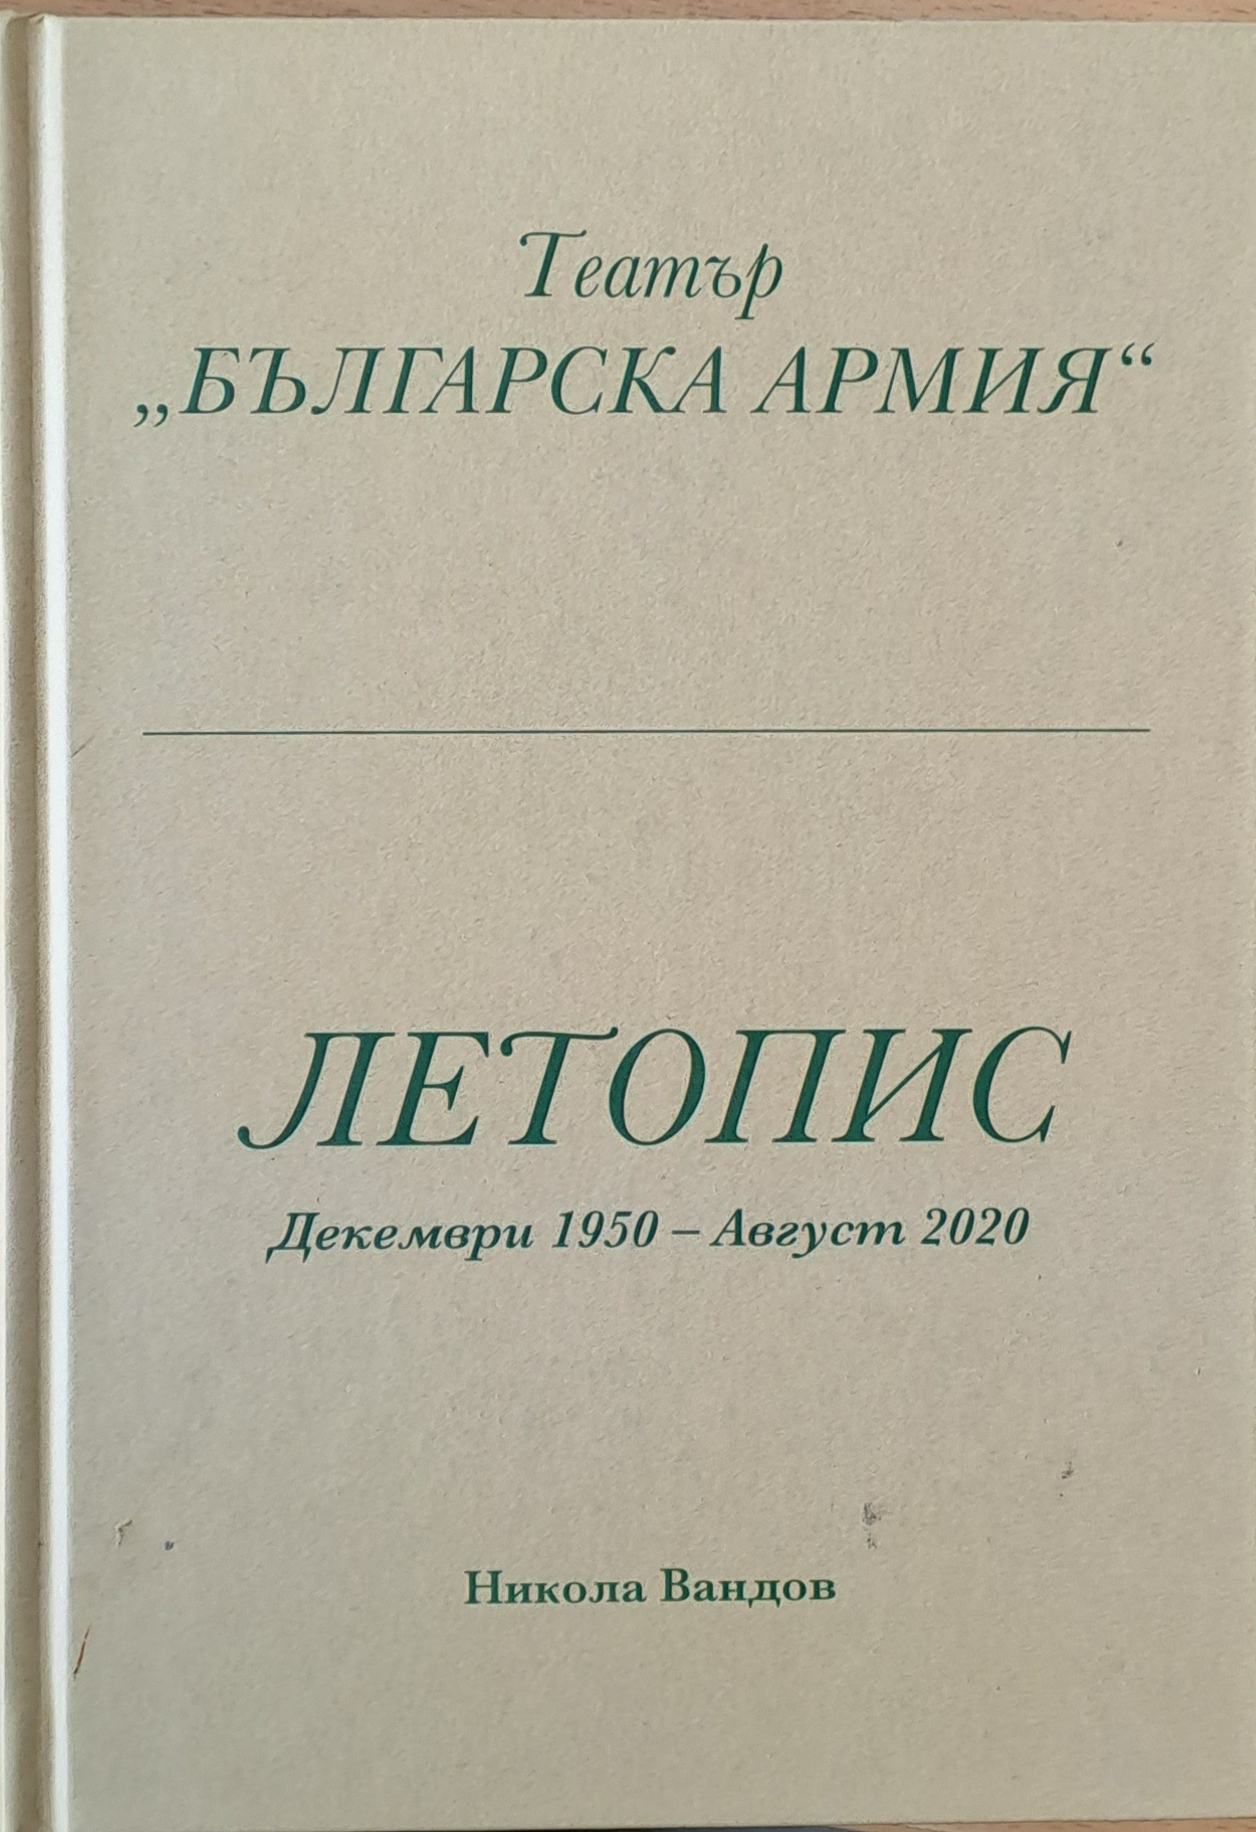 Театър
„БЪЛГАРСКА АРМИЯ“
ЛЕТОПИС
Декември 1950 – Август 2020
Никола Вандов